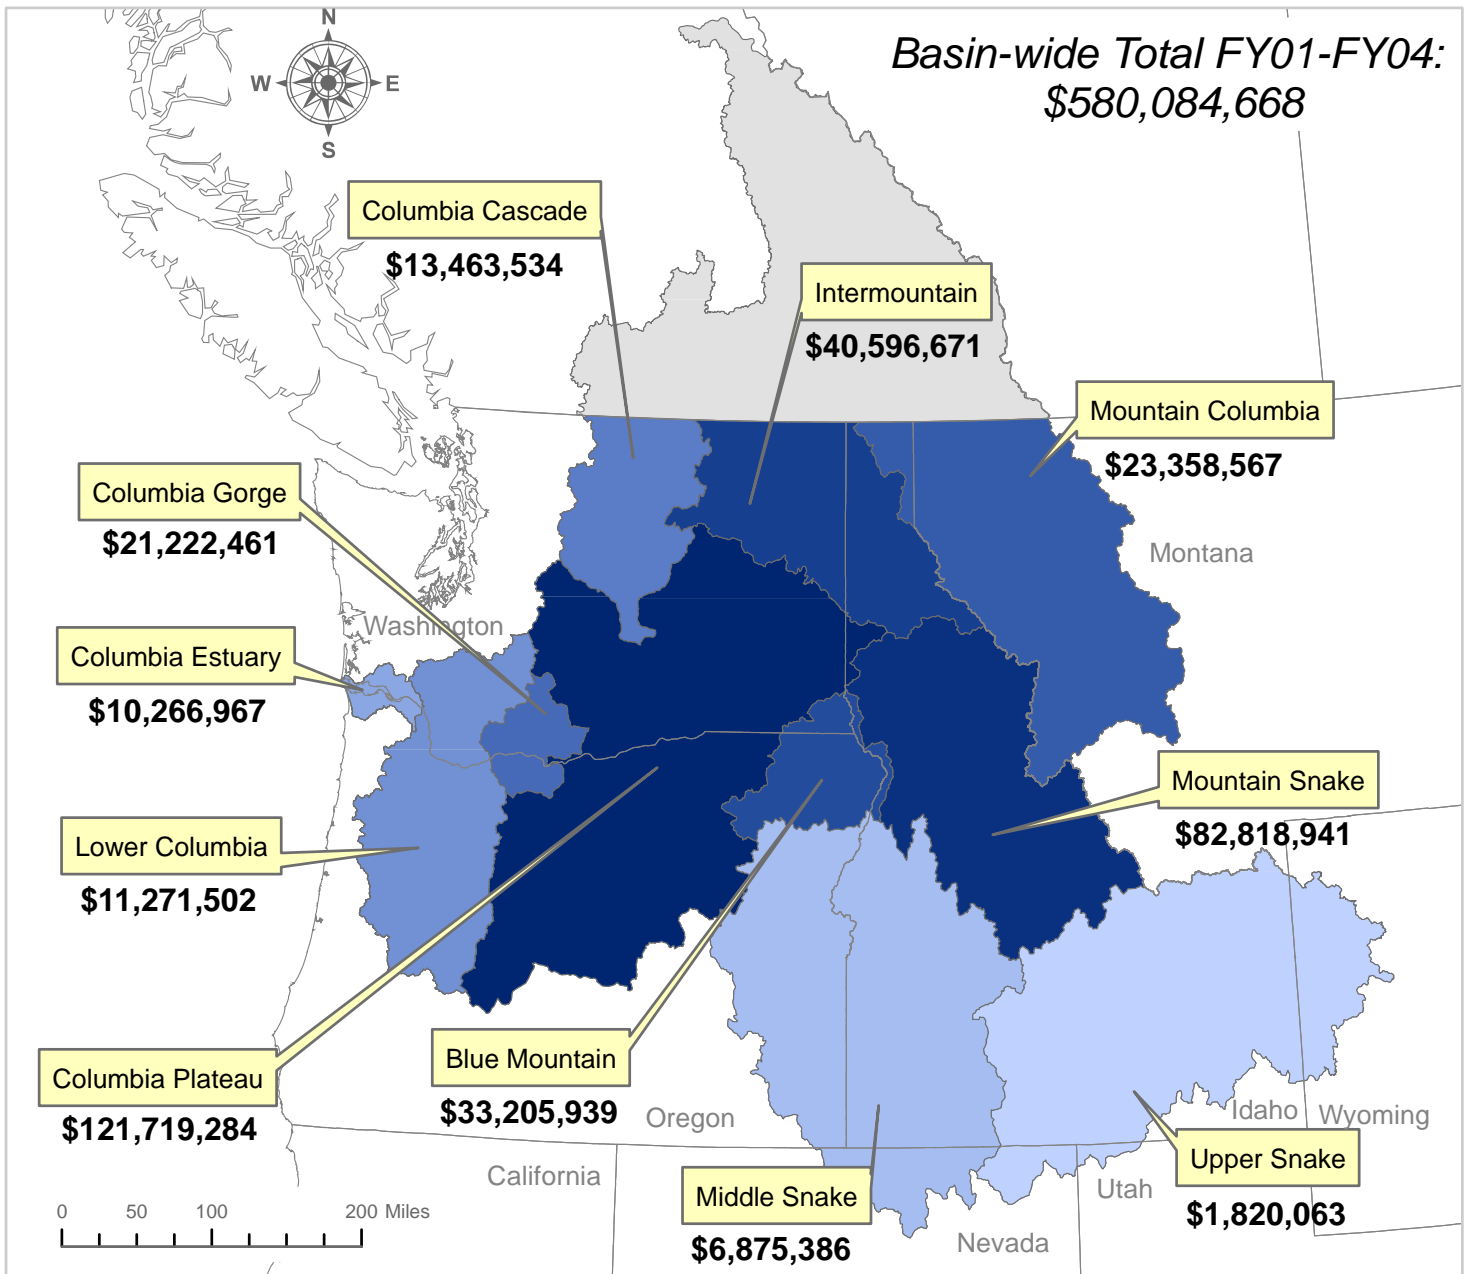 N
W
E
S
Basin-wide Total FY01-FY04:
$580,084,668
Columbia Cascade
$13,463,534
Intermountain
$40,596,671
Mountain Columbia
$23,358,567
Columbia Gorge
$21,222,461
Montana
Washington
Columbia Estuary
$10,266,967
Mountain Snake
$82,818,941
Lower Columbia
$11,271,502
Columbia Plateau
$121,719,284
Blue Mountain
$33,205,939
Oregon
Idaho
Wyoming
California
Upper Snake
$1,820,063
Utah
Middle Snake
$6,875,386
Nevada
0 50 100 200 Miles